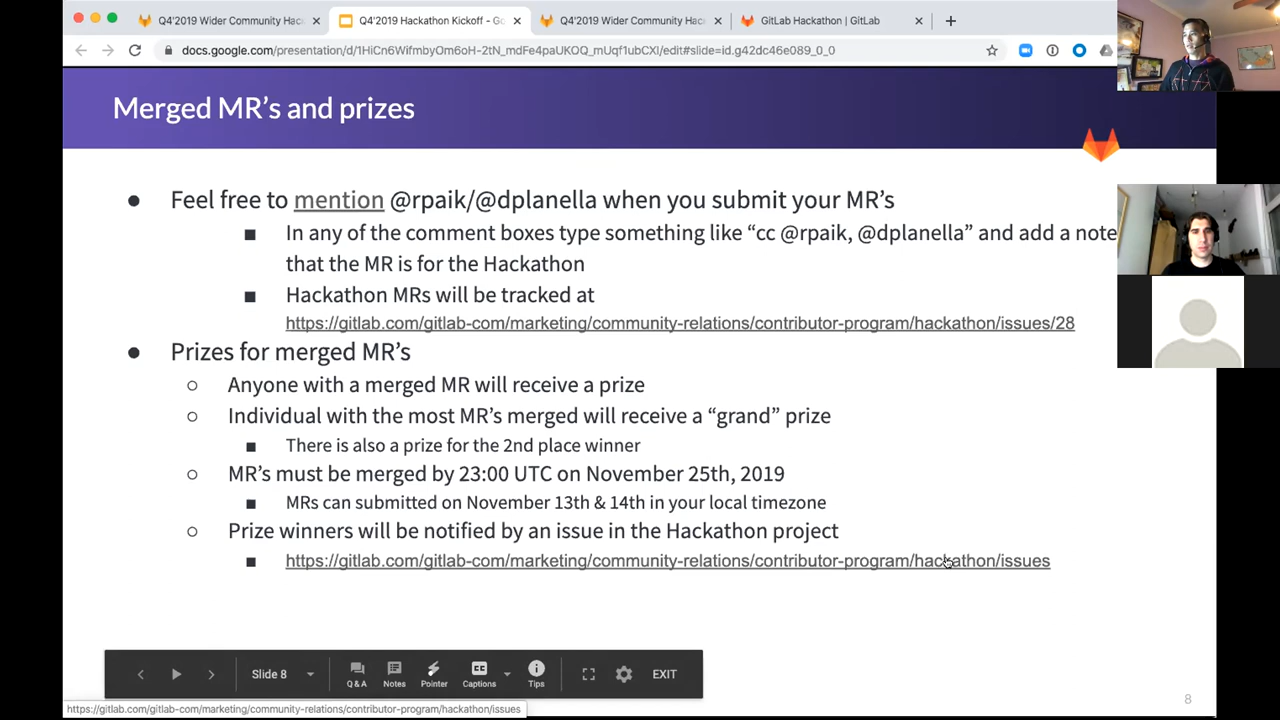 Q4'2019 Wider Community Hac
Q4'2019 Hackathon Kickoff - Go
Q4'2019 Wider Community Hac
GitLab Hackathon | GitLab
docs.google.com/presentation/d/1HiCn6WifmbyOm6oH-2tN_mdFe4paUKOQ_mUqf1ubCXI/edit#slide=id.g42dc46e089_0_0
Merged MR's and prizes
Feel free to mention @rpaik/@dplanella when you submit your MR's
In any of the comment boxes type something like “cc @rpaik, @dplanella” and add a note
that the MR is for the Hackathon
Hackathon MRs will be tracked at
https://gitlab.com/gitlab-com/marketing/community-relations/contributor-program/hackathon/issues/28
Prizes for merged MR's
Anyone with a merged MR will receive a prize
Individual with the most MR's merged will receive a “grand” prize
There is also a prize for the 2nd place winner
MR's must be merged by 23:00 UTC on November 25th, 2019
MRs can submitted on November 13th & 14th in your local timezone
Prize winners will be notified by an issue in the Hackathon project
https://gitlab.com/gitlab-com/marketing/community-relations/contributor-program/hackathon/issues
Slide 8
Q & A
Notes
Pointer
Captions
Tips
EXIT
8
https://gitlab.com/gitlab-com/marketing/community-relations/contributor-program/hackathon/issues